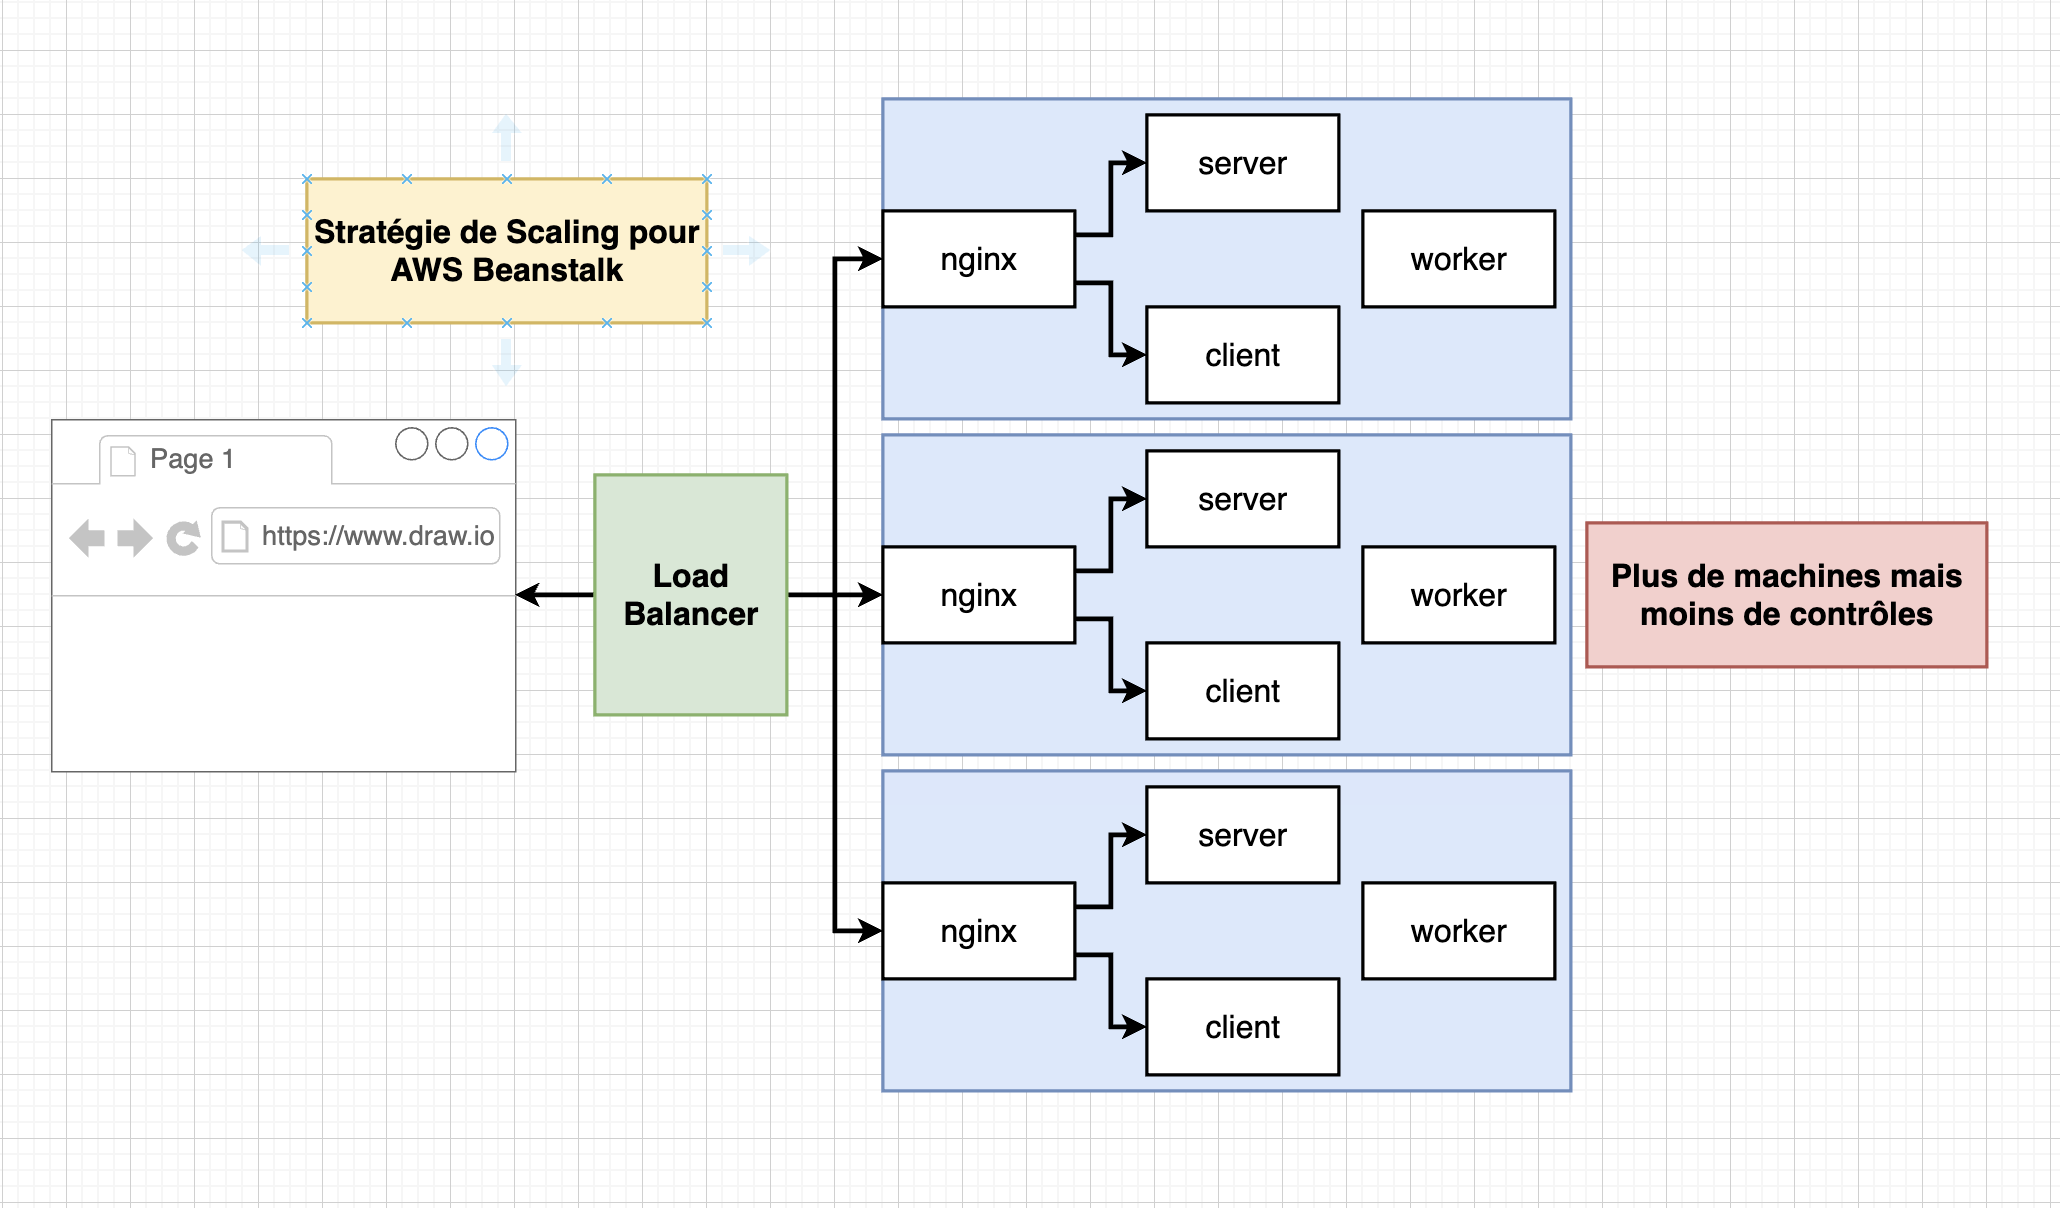 Stratégie de Scaling pour
AWS Beanstalk
Page 1
https://www.draw.io
Load
Balancer
server
nginx
worker
client
server
nginx
worker
client
Plus de machines mais
moins de contrôles
server
nginx
worker
client